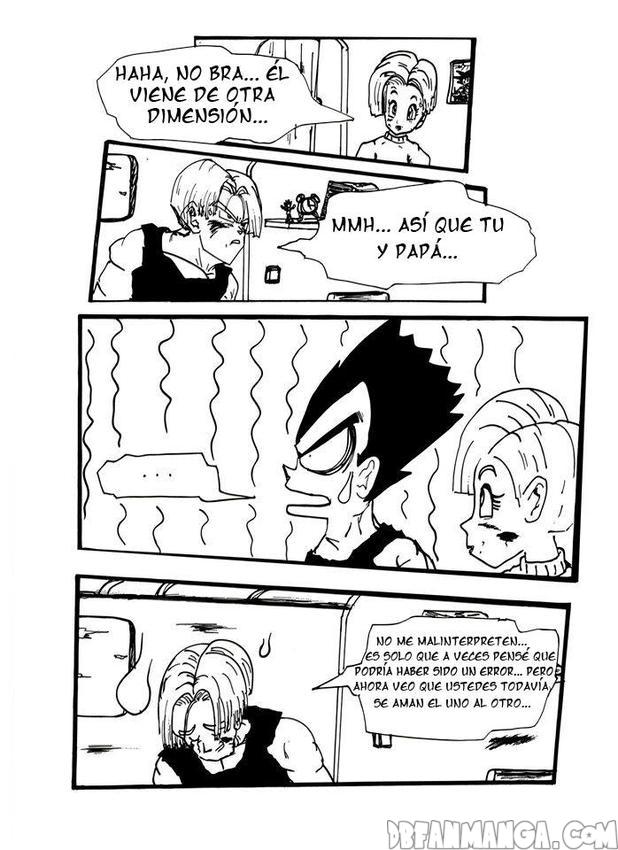 HAHA, NO BRA... ÉL
VIENE DE OTRA
DIMENSIÓN...
MMH... ASÍ QUE TU
Y PAPÁ...
...
NO ME MALINTERPRETEN...
ES SOLO QUE A VECES PENSÉ QUE
PODRÍA HABER SIDO UN ERROR... PERO
AHORA VEO QUE USTEDES TODAVÍA
SE AMAN EL UNO AL OTRO...
DBFANMANGA.COM